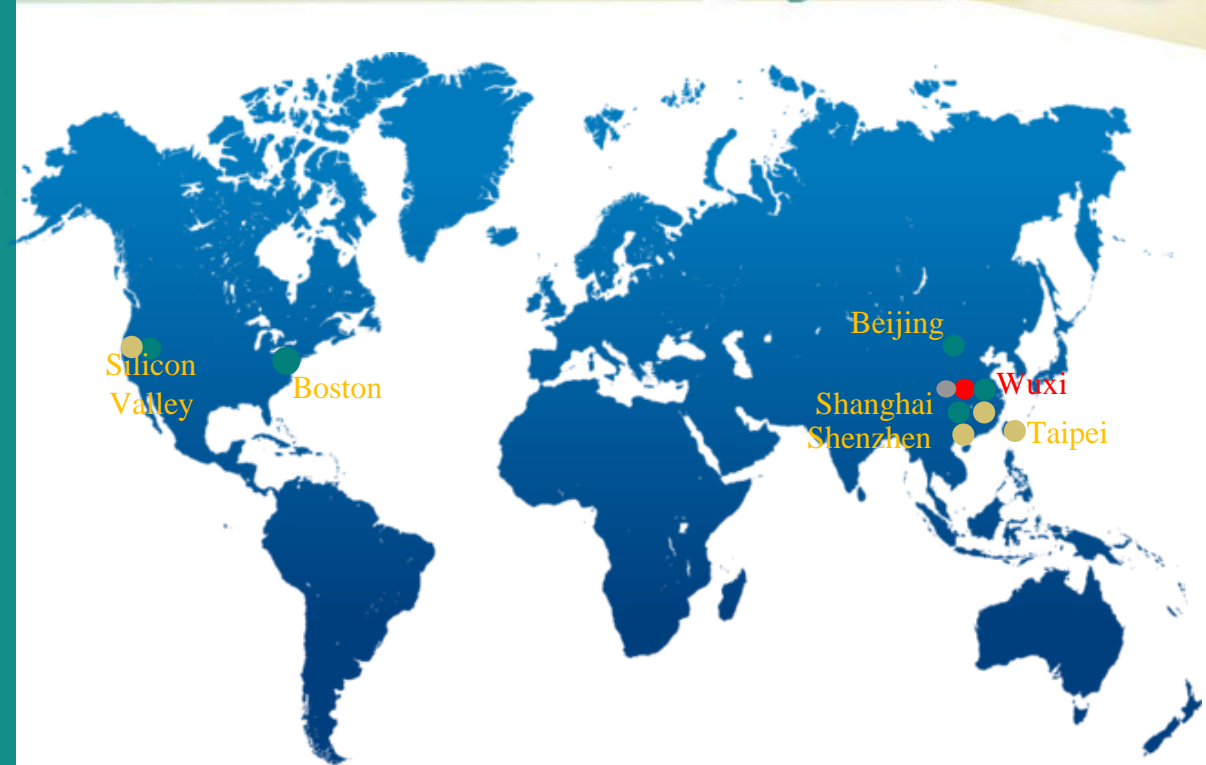 Beijing
Silicon
Valley
Boston
Wuxi
Shanghai
Shenzhen
Taipei